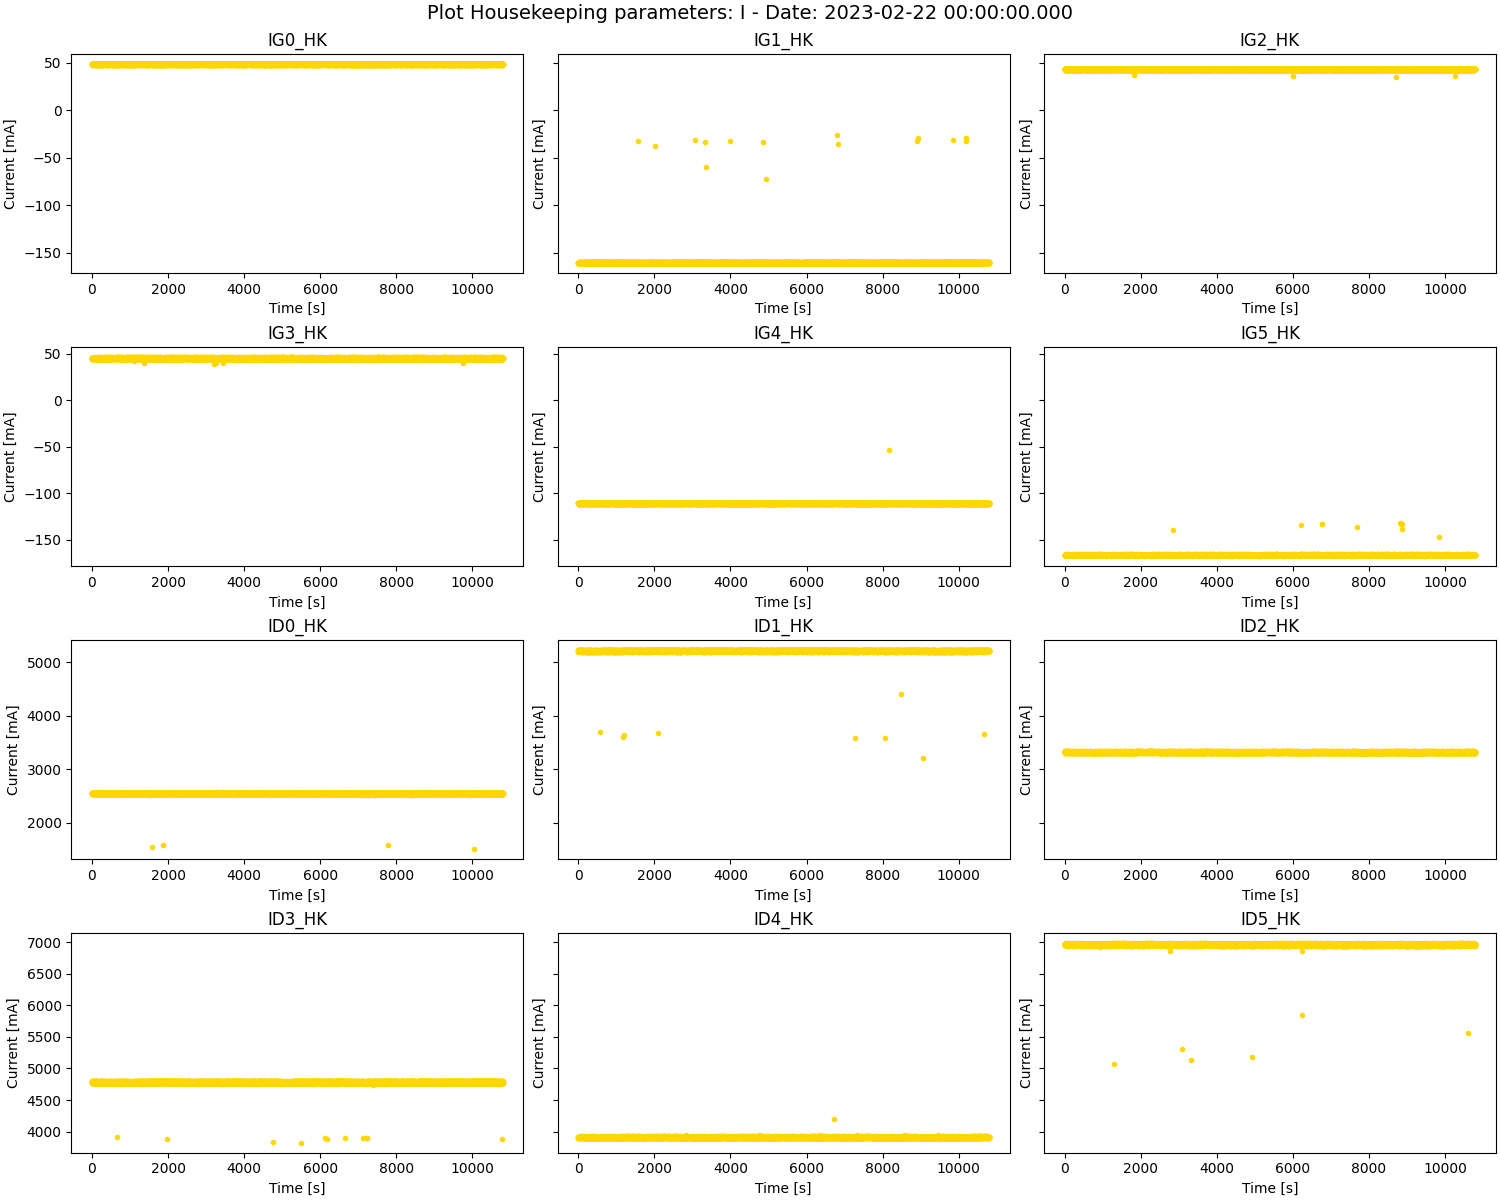 Plot Housekeeping parameters: I - Date: 2023-02-22 00:00:00.000
IG0_HK
IG1_HK
IG2_HK
50
0
−50
−100
−150
Current [mA]
Current [mA]
Current [mA]
0 2000 4000 6000 8000 10000
0 2000 4000 6000 8000 10000
0 2000 4000 6000 8000 10000
Time [s]
Time [s]
Time [s]
IG3_HK
IG4_HK
IG5_HK
50
0
−50
−100
−150
Current [mA]
Current [mA]
Current [mA]
0 2000 4000 6000 8000 10000
0 2000 4000 6000 8000 10000
0 2000 4000 6000 8000 10000
Time [s]
Time [s]
Time [s]
ID0_HK
ID1_HK
ID2_HK
5000
4000
3000
2000
Current [mA]
Current [mA]
Current [mA]
0 2000 4000 6000 8000 10000
0 2000 4000 6000 8000 10000
0 2000 4000 6000 8000 10000
Time [s]
Time [s]
Time [s]
ID3_HK
ID4_HK
ID5_HK
7000
6500
6000
5500
5000
4500
4000
Current [mA]
Current [mA]
Current [mA]
0 2000 4000 6000 8000 10000
0 2000 4000 6000 8000 10000
0 2000 4000 6000 8000 10000
Time [s]
Time [s]
Time [s]